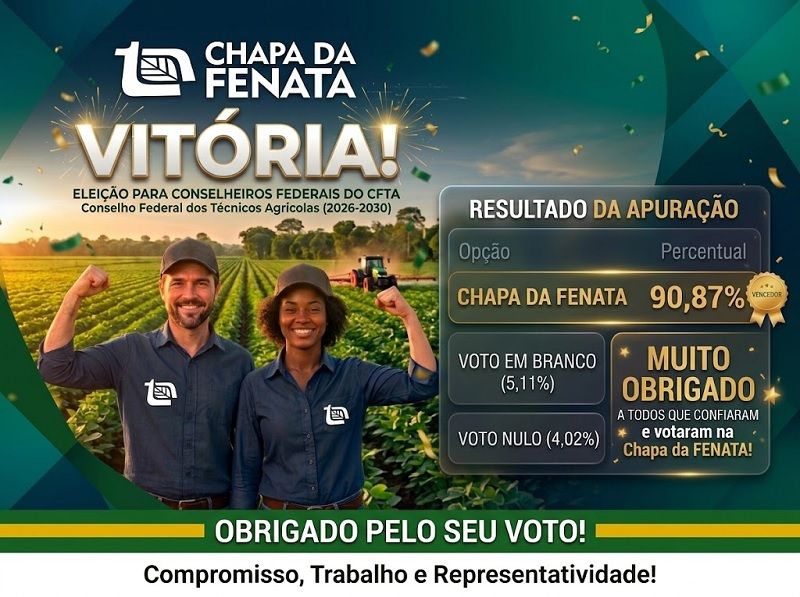 CHAPA DA
FENATA
VITÓRIA!
ELEIÇÃO PARA CONSELHEIROS FEDERAIS DO CFTA
Conselho Federal dos Técnicos Agrícolas (2026-2030)
RESULTADO DA APURAÇÃO
Opção Percentual
CHAPA DA FENATA 90,87%
VENCEDOR
VOTO EM BRANCO
(5,11%)
VOTO NULO (4,02%)
MUITO
OBRIGADO
A TODOS QUE CONFIARAM
e votaram na
Chapa da FENATA!
OBRIGADO PELO SEU VOTO!
Compromisso, Trabalho e Representatividade!